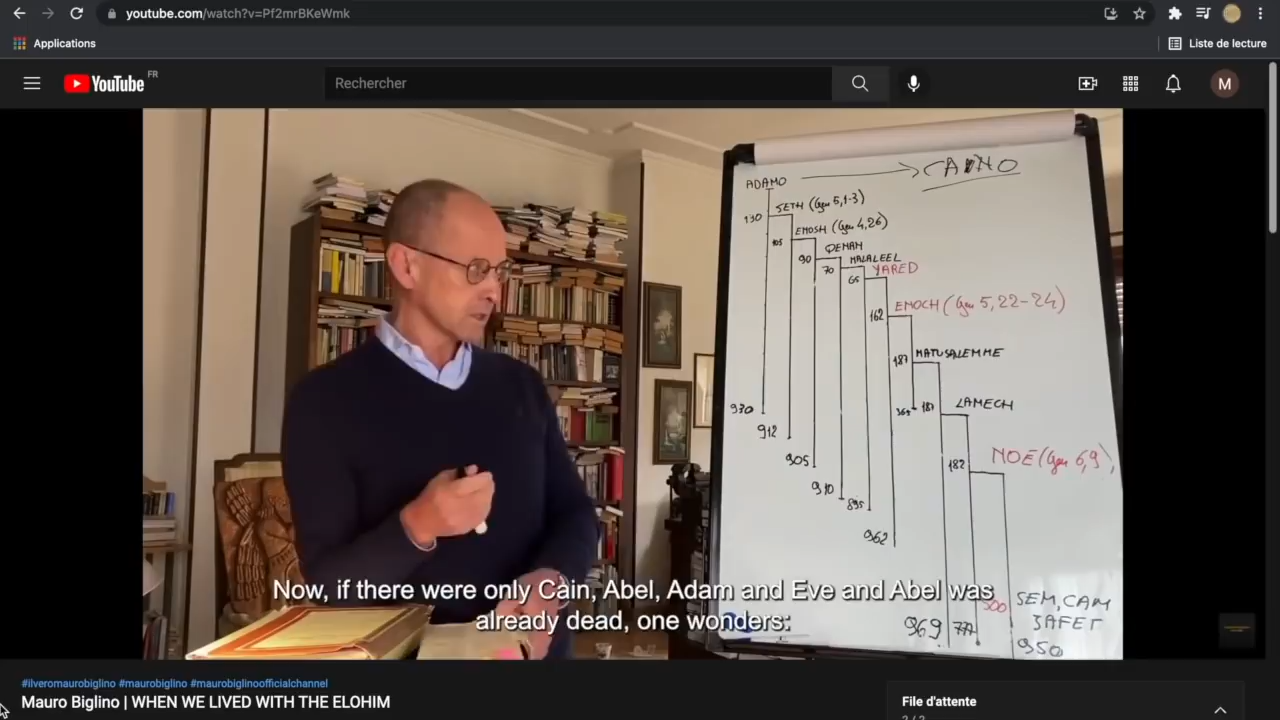 youtube.com/watch?v=Pf2mrBKeWmk
Applications
Liste de lecture
YouTube FR
Rechercher
M
ADAMO
CAINO
130
SETH (Gen 5,1-3)
105
ENOSH (Gen 4,26)
90
QENAN
70
MALALEEL
65
YARED
162
ENOCH (Gen 5,22-24)
187
MATUSALEMME
365
187
LAMECH
182
NOE (Gen 6,9),
930
912
905
910
895
962
969
777
500
SEM, CAM
JAFET
950
Now, if there were only Cain, Abel, Adam and Eve and Abel was
already dead, one wonders:
#ilveromaurobiglino #maurobiglino #maurobiglinoofficialchannel
Mauro Biglino | WHEN WE LIVED WITH THE ELOHIM
File d'attente